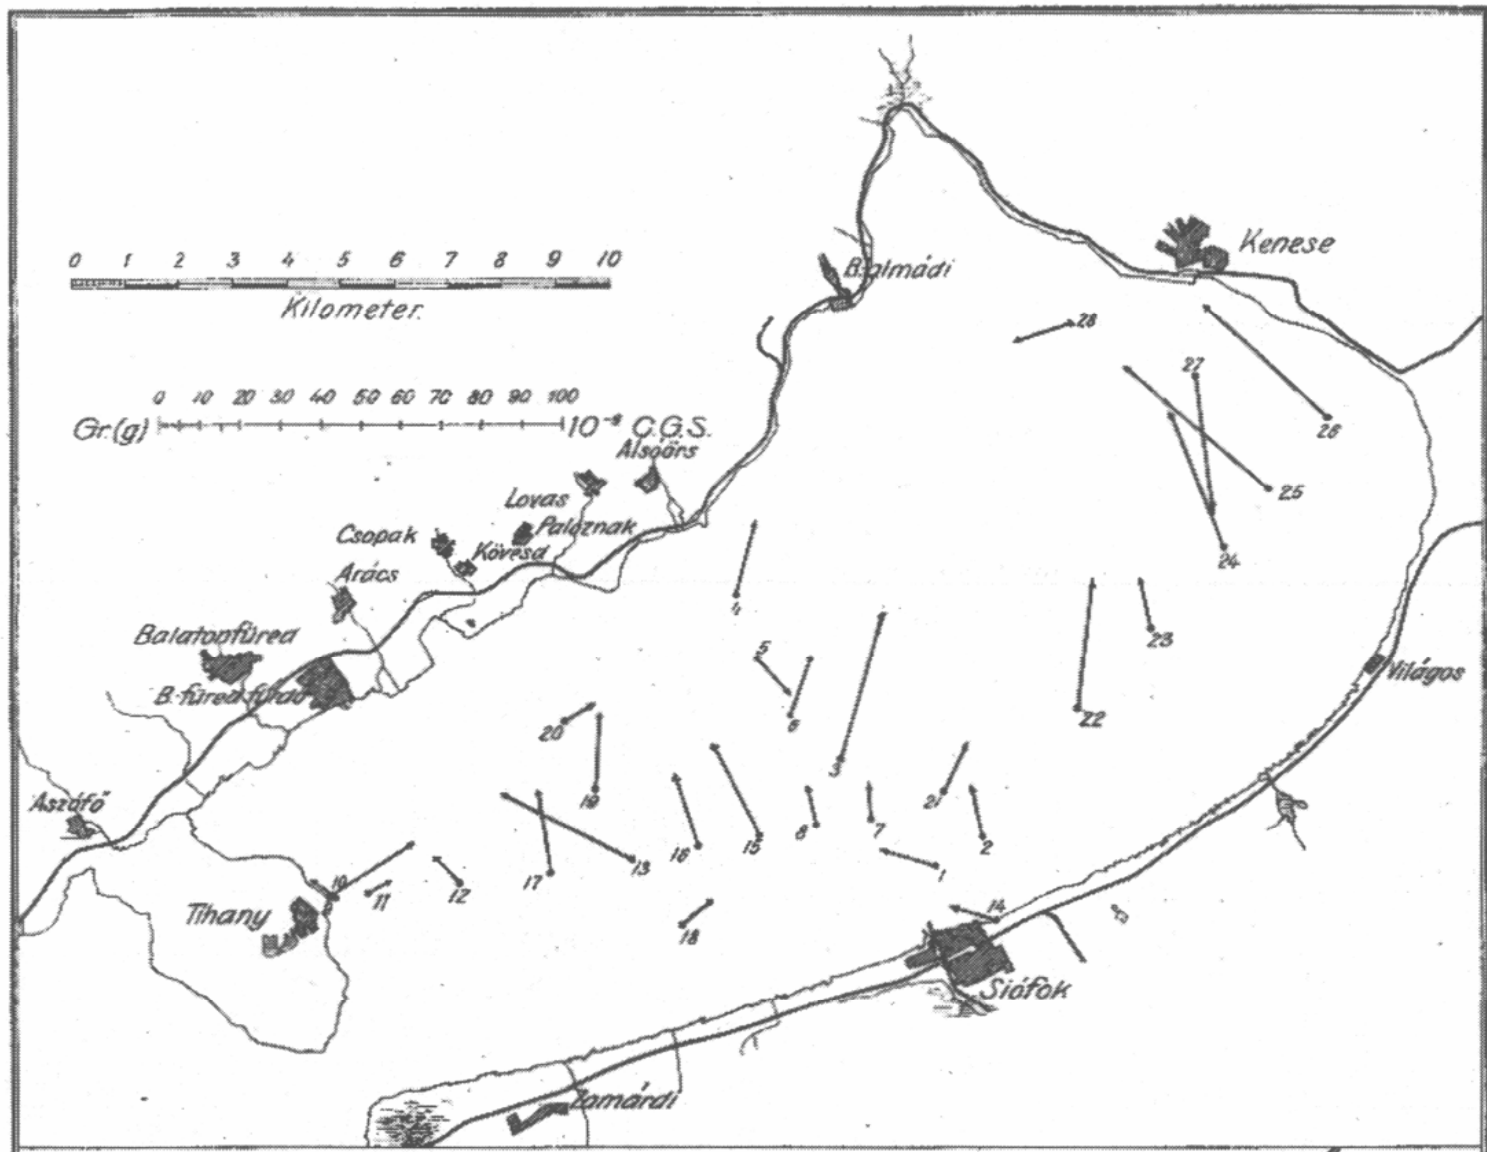 Kenese
B. almádi
0 1 2 3 4 5 6 7 8 9 10
Kilometer.
28
27
0 10 20 30 40 50 60 70 80 90 100
Gr.(g) 10⁻⁹ C.G.S.
26
Alsóörs
25
Lovas
Csopak
Paloznak
Kövesd
24
Arács
4
Balatonfüred
23
5
Világos
B. füred fürdő
6
22
20
3
Aszófő
19
21
8
7
2
16
15
13
1
10
11
12
17
Tihany
14
18
Siófok
Zamárdi